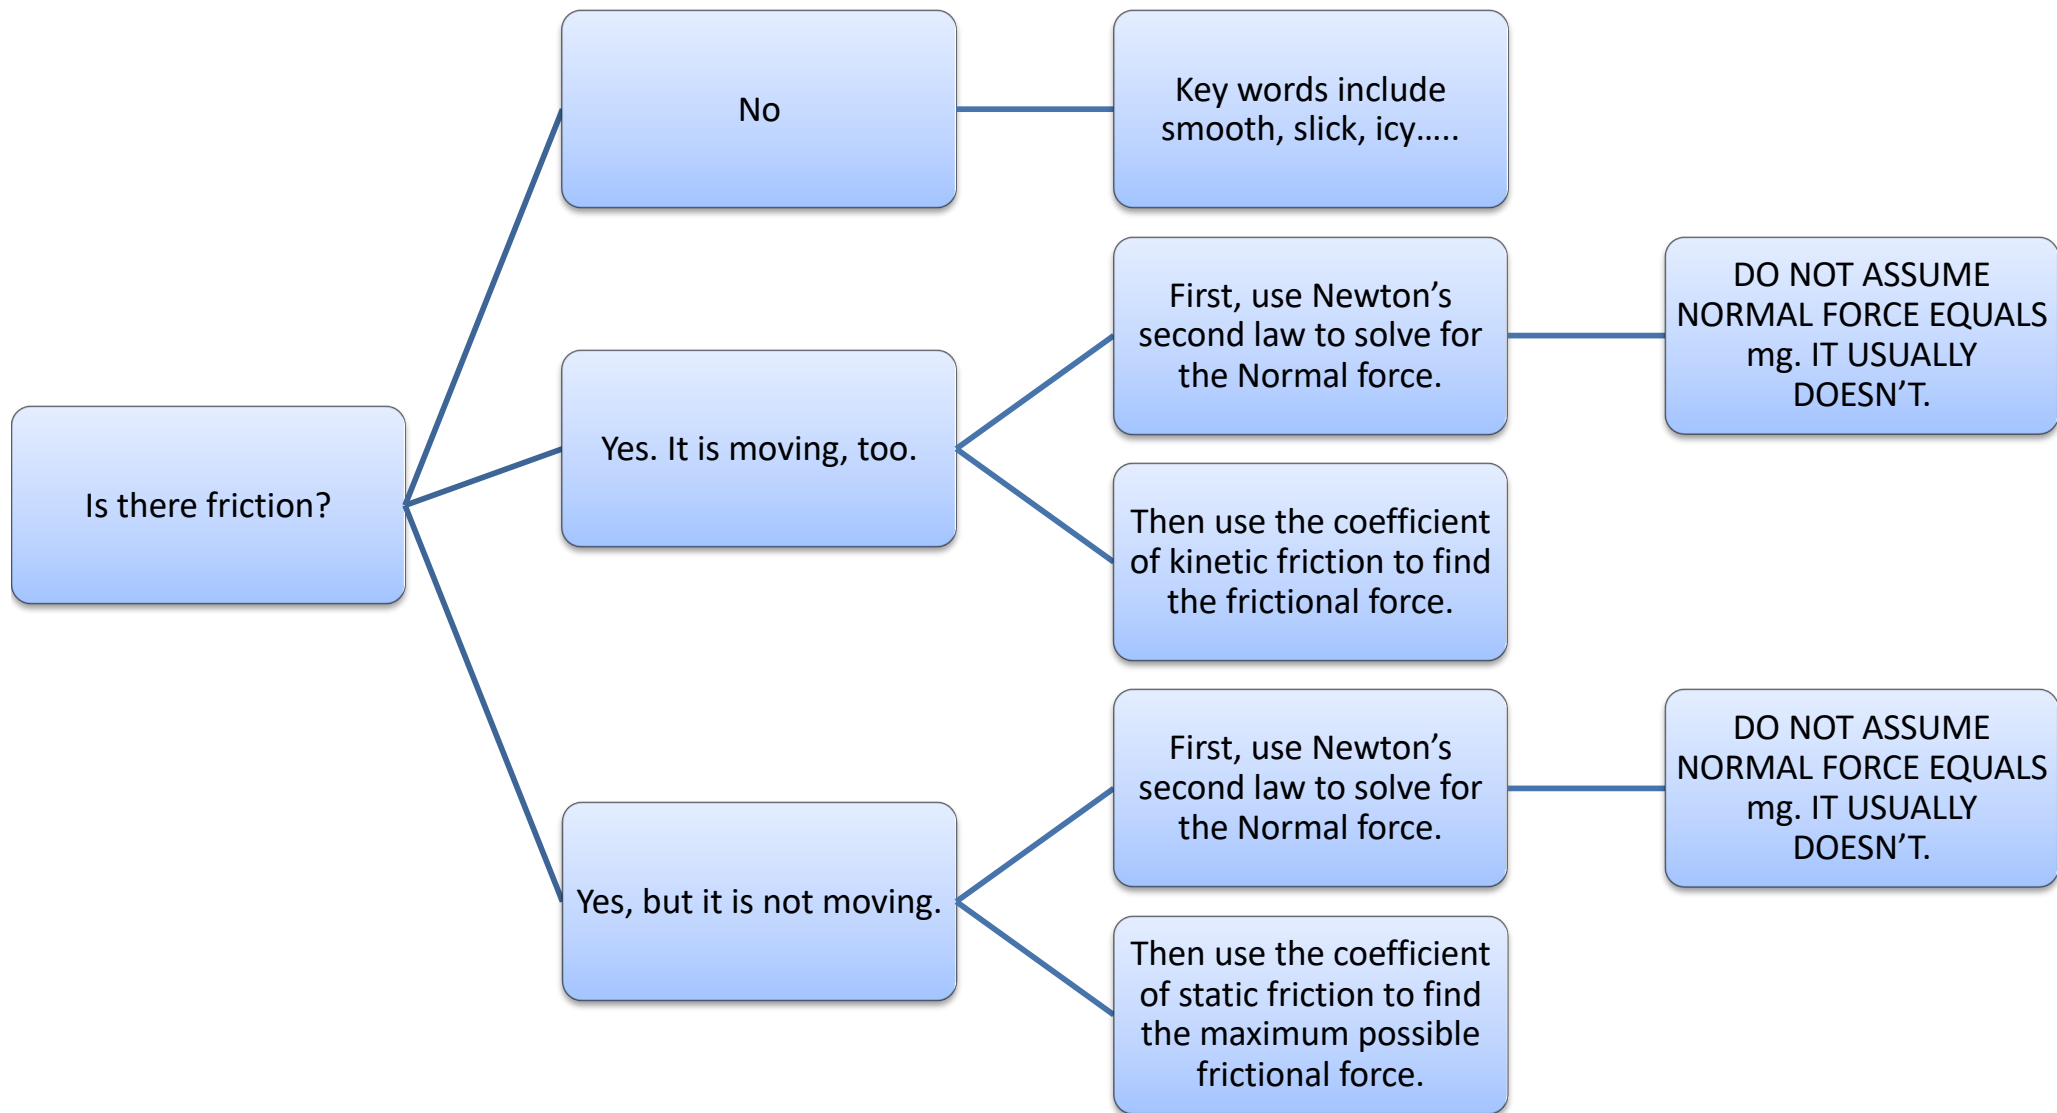 Is there friction?
No
Key words include
smooth, slick, icy…..
Yes. It is moving, too.
First, use Newton’s
second law to solve for
the Normal force.
DO NOT ASSUME
NORMAL FORCE EQUALS
mg. IT USUALLY
DOESN’T.
Then use the coefficient
of kinetic friction to find
the frictional force.
Yes, but it is not moving.
First, use Newton’s
second law to solve for
the Normal force.
DO NOT ASSUME
NORMAL FORCE EQUALS
mg. IT USUALLY
DOESN’T.
Then use the coefficient
of static friction to find
the maximum possible
frictional force.